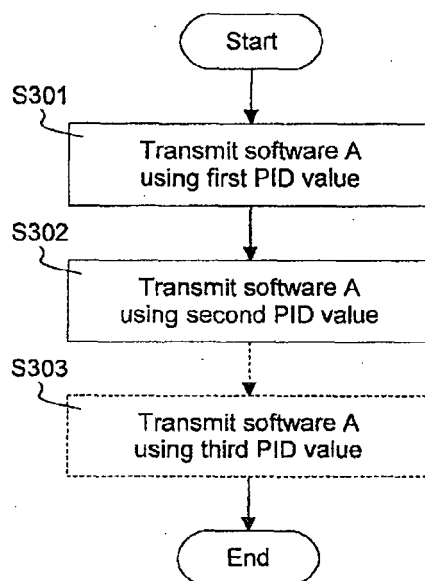 Start
S301
Transmit software A
using first PID value
S302
Transmit software A
using second PID value
S303
Transmit software A
using third PID value
End